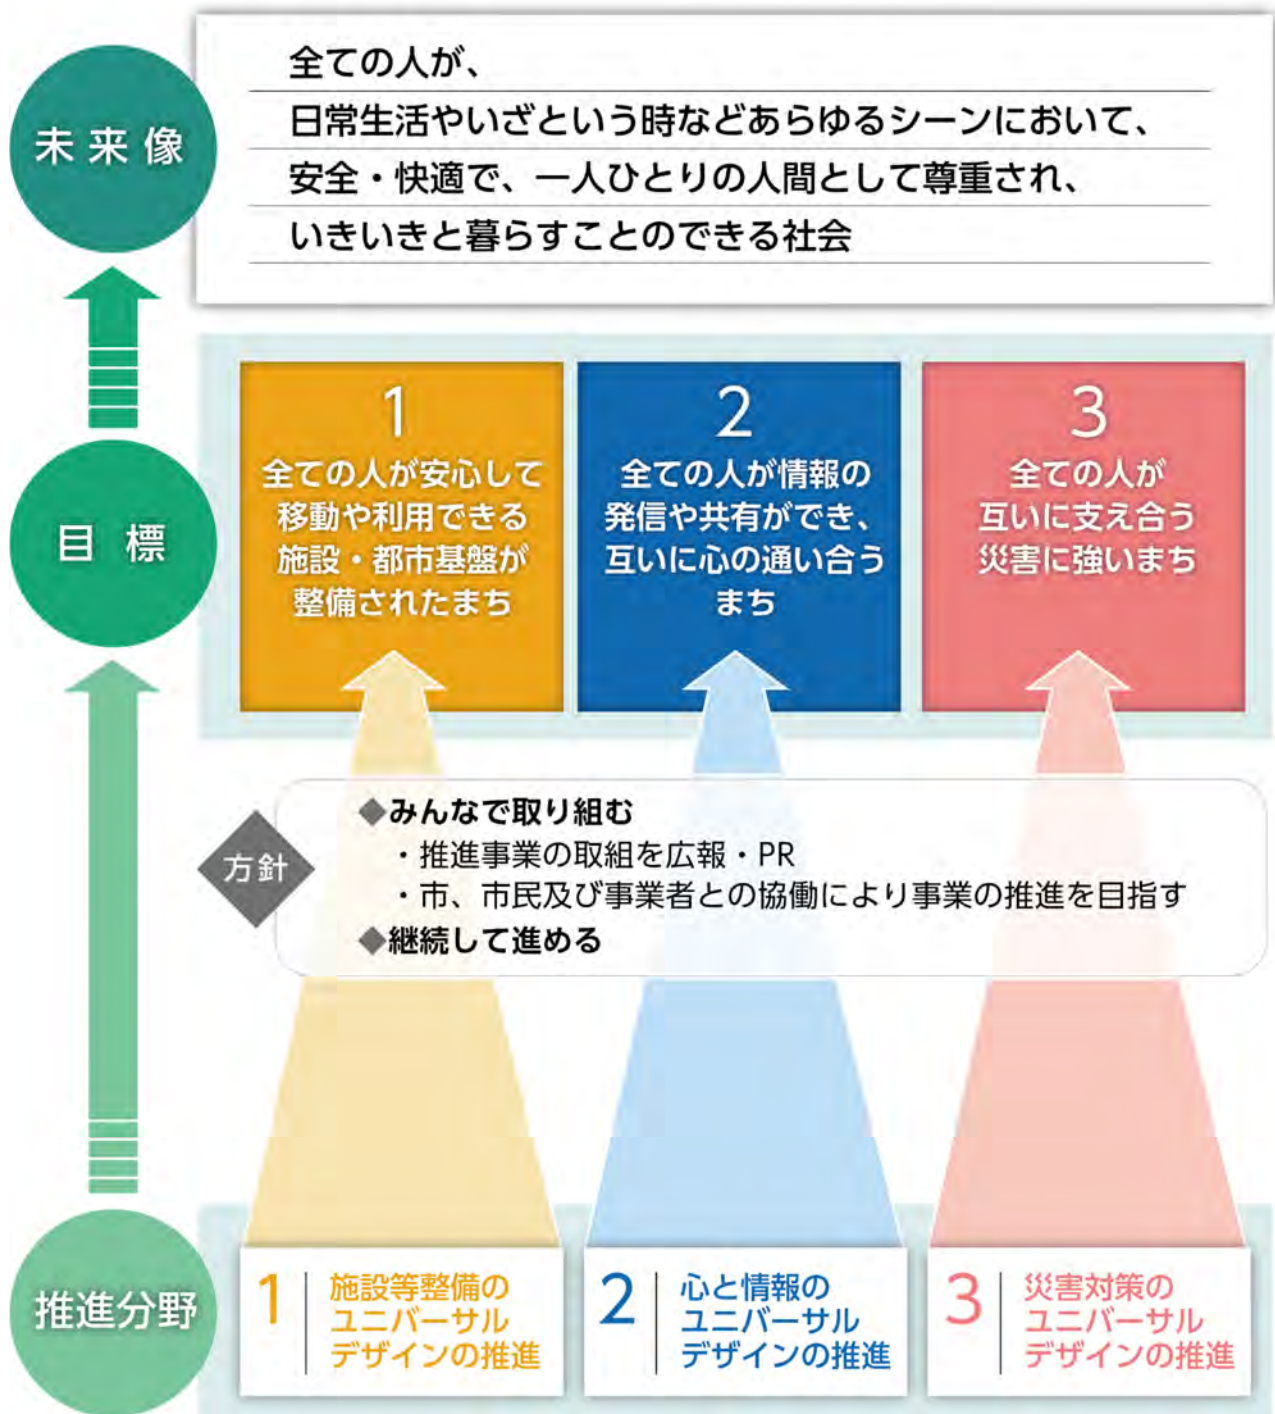 未来像
全ての人が、
日常生活やいざという時などあらゆるシーンにおいて、
安全・快適で、一人ひとりの人間として尊重され、
いきいきと暮らすことのできる社会
目標
1
全ての人が安心して
移動や利用できる
施設・都市基盤が
整備されたまち
2
全ての人が情報の
発信や共有ができ、
互いに心の通い合う
まち
3
全ての人が
互いに支え合う
災害に強いまち
方針
◆みんなで取り組む
・推進事業の取組を広報・PR
・市、市民及び事業者との協働により事業の推進を目指す
◆継続して進める
推進分野
1
施設等整備の
ユニバーサル
デザインの推進
2
心と情報の
ユニバーサル
デザインの推進
3
災害対策の
ユニバーサル
デザインの推進